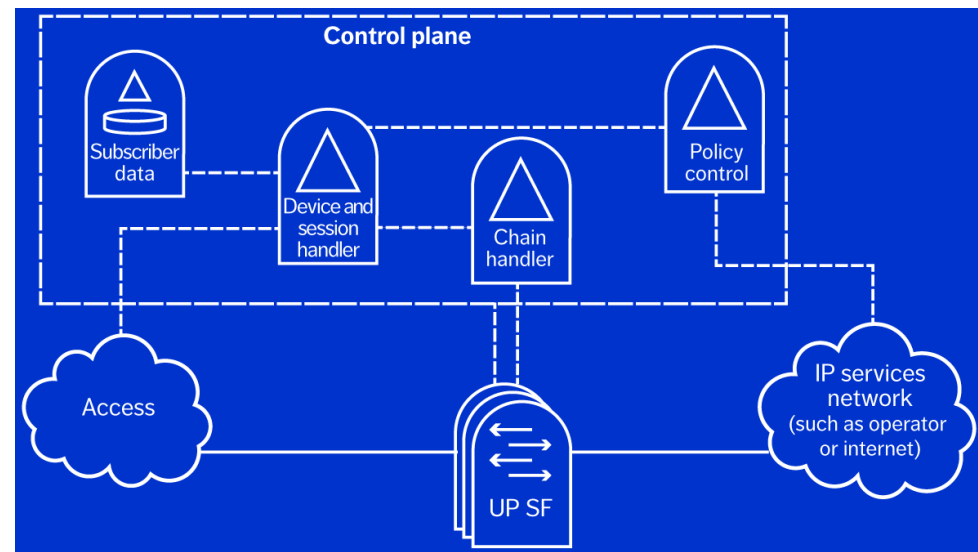 Control plane
Subscriber
data
Device and
session
handler
Chain
handler
Policy
control
Access
UP SF
IP services
network
(such as operator
or internet)